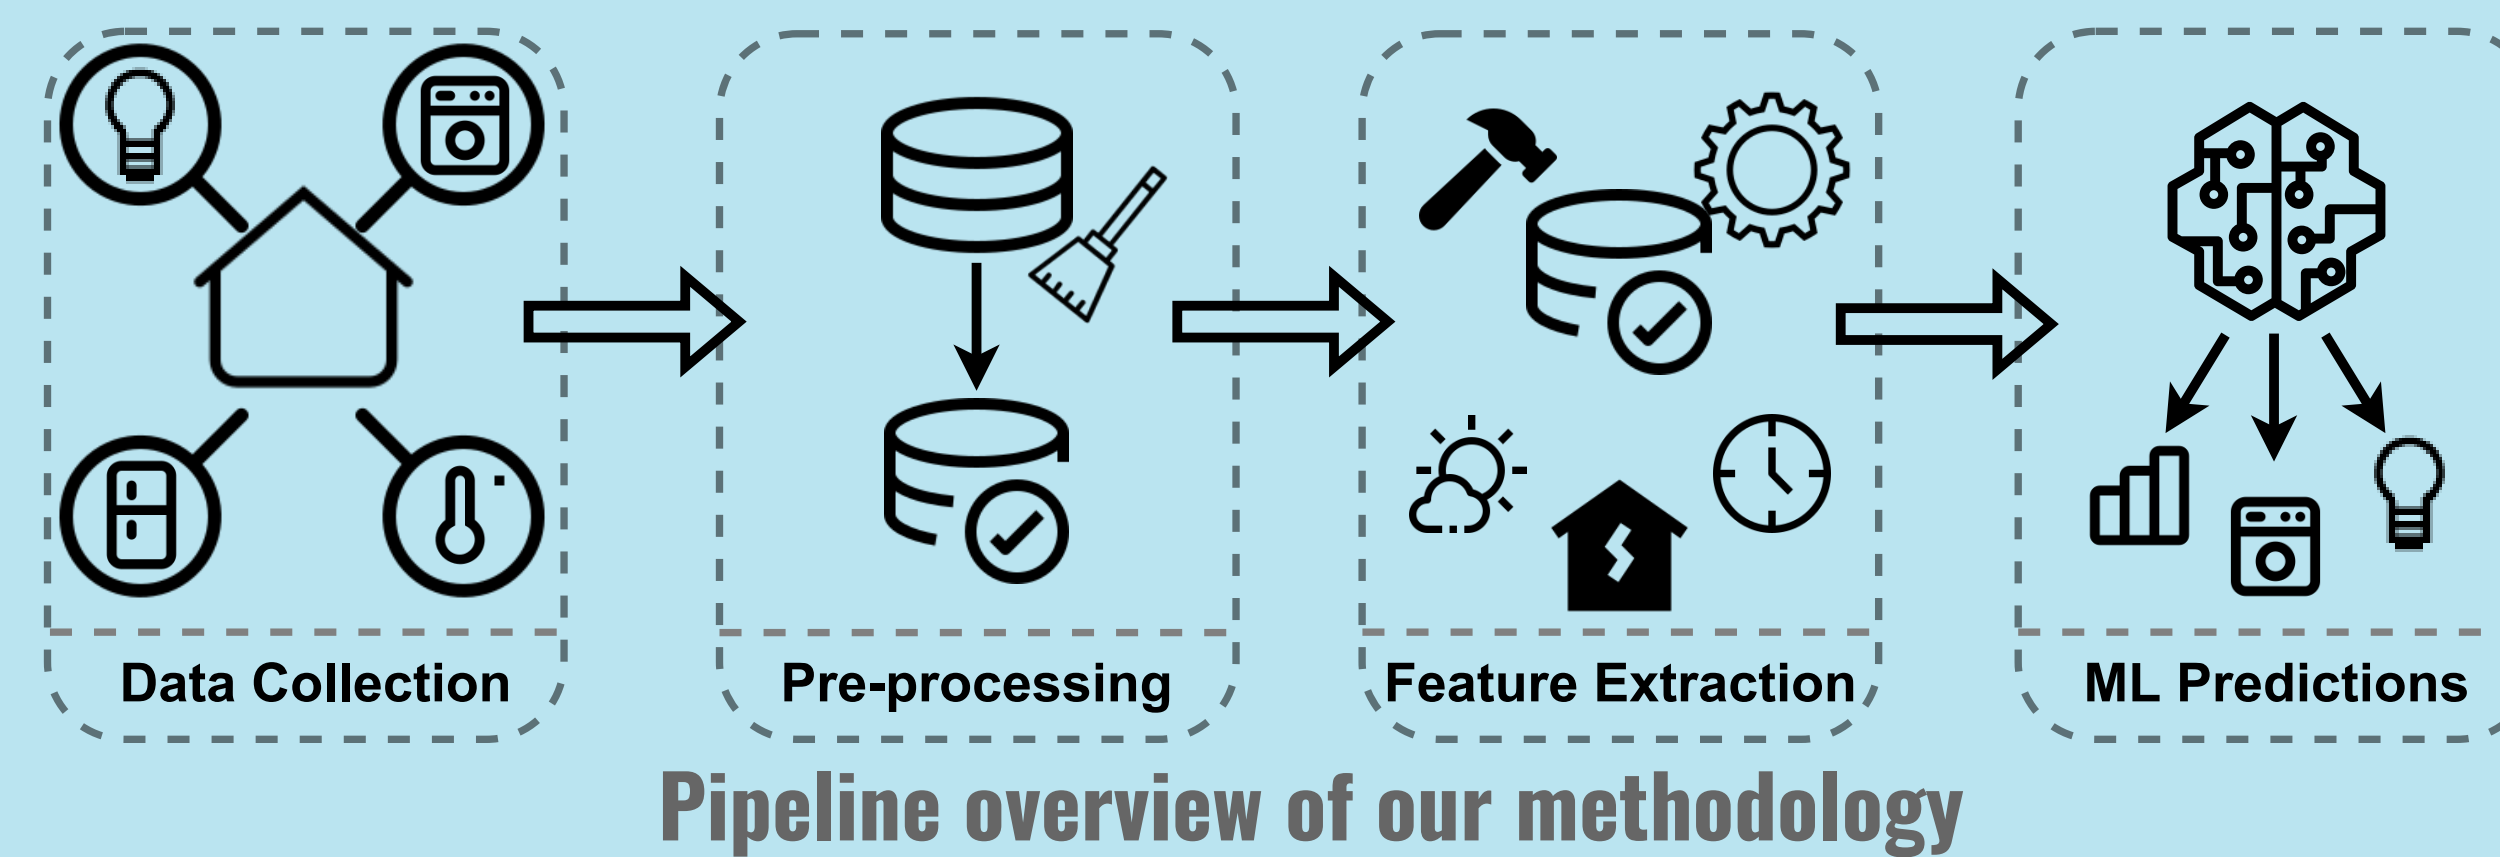 Data Collection
Pre-processing
Feature Extraction
ML Predictions
Pipeline overview of our methodology